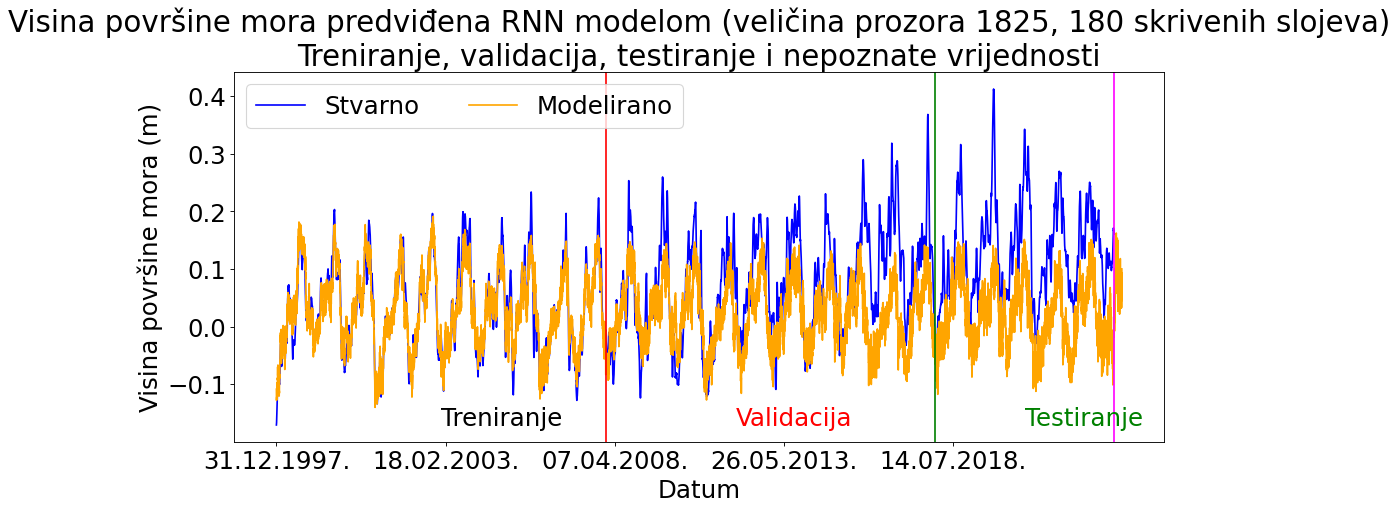 Visina površine mora predviđena RNN modelom (veličina prozora 1825, 180 skrivenih slojeva)
Treniranje, validacija, testiranje i nepoznate vrijednosti
Stvarno Modelirano
Visina površine mora (m)
0.4
0.3
0.2
0.1
0.0
−0.1
Treniranje Validacija Testiranje
31.12.1997. 18.02.2003. 07.04.2008. 26.05.2013. 14.07.2018.
Datum